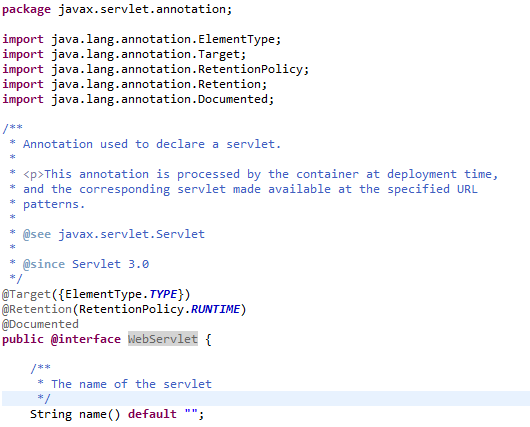 package javax.servlet.annotation;
import java.lang.annotation.ElementType;
import java.lang.annotation.Target;
import java.lang.annotation.RetentionPolicy;
import java.lang.annotation.Retention;
import java.lang.annotation.Documented;
/**
 * Annotation used to declare a servlet.
 *
 * <p>This annotation is processed by the container at deployment time,
 * and the corresponding servlet made available at the specified URL
 * patterns.
 *
 * @see javax.servlet.Servlet
 *
 * @since Servlet 3.0
 */
@Target({ElementType.TYPE})
@Retention(RetentionPolicy.RUNTIME)
@Documented
public @interface WebServlet {
    /**
     * The name of the servlet
     */
    String name() default "";